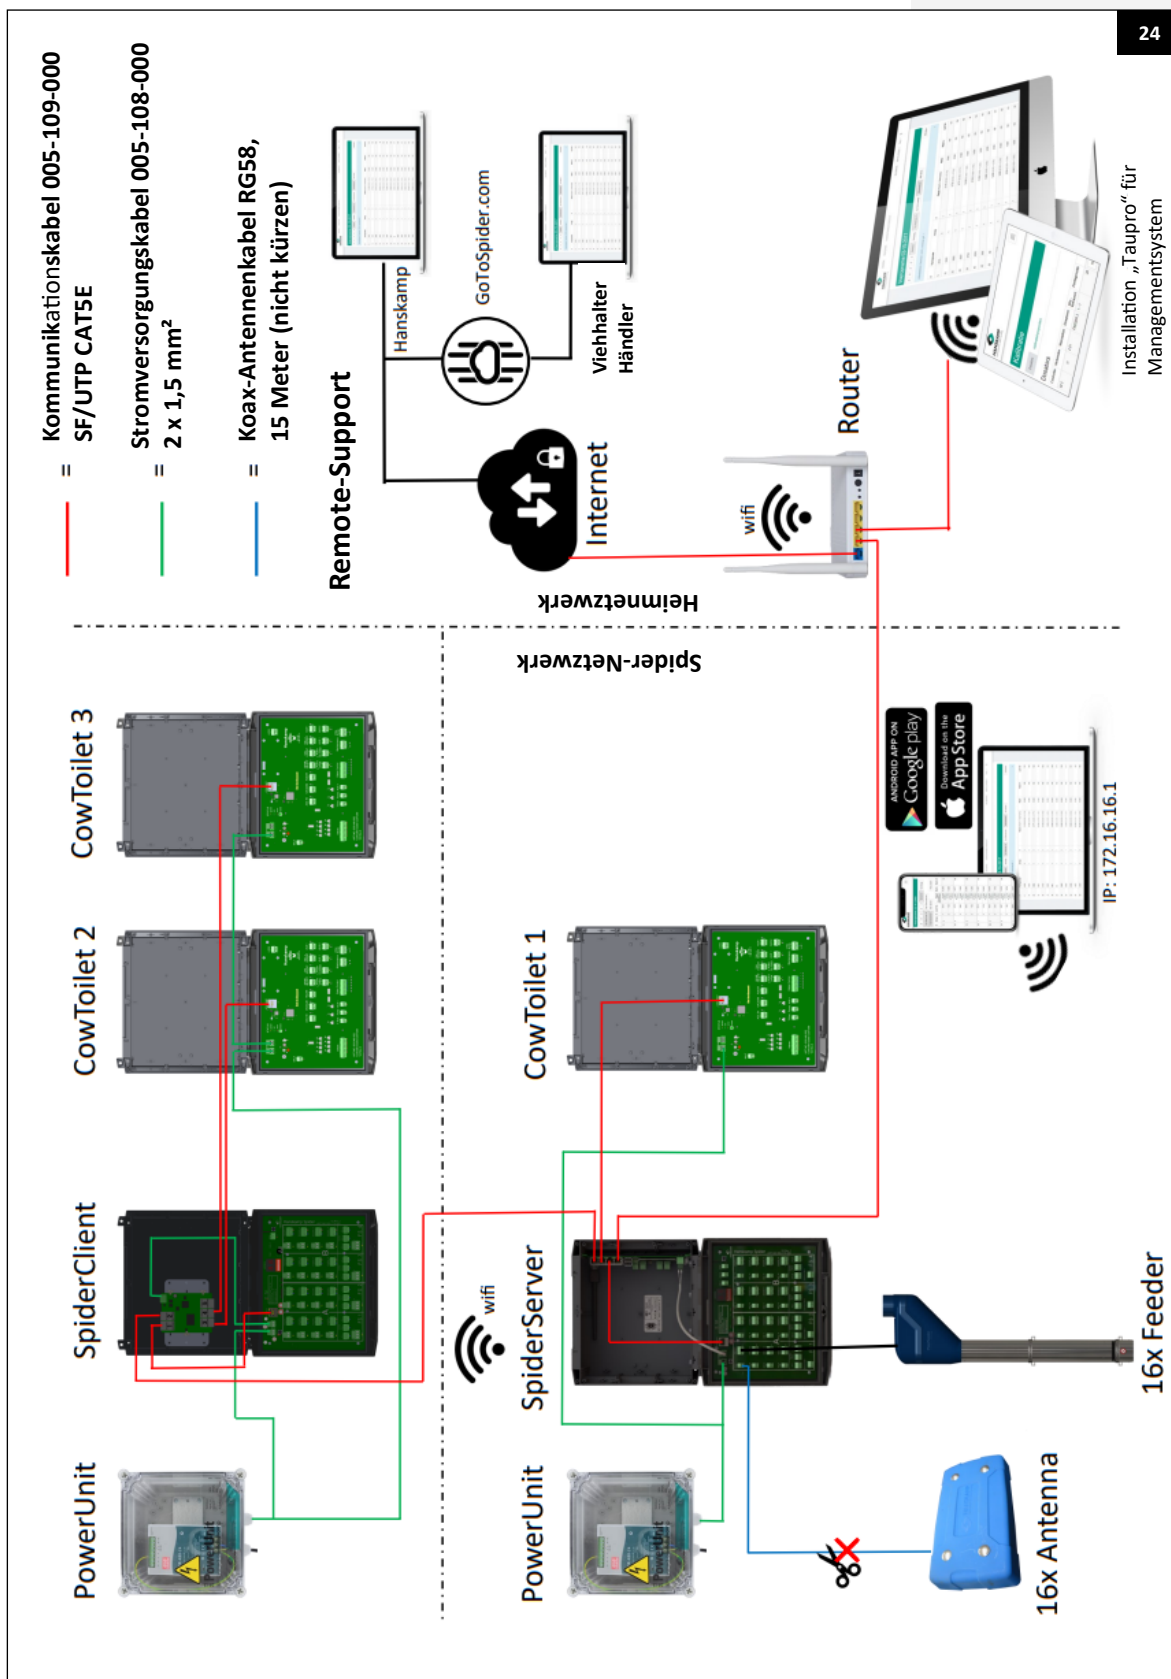 24
Kommunikationskabel 005-109-000
SF/UTP CAT5E
=
Stromversorgungskabel 005-108-000
2 x 1,5 mm²
=
Koax-Antennenkabel RG58,
15 Meter (nicht kürzen)
=
Remote-Support
Hanskamp
GoToSpider.com
Viehhalter
Händler
Internet
wifi
Router
Installation „Taupro“ für
Managementsystem
Heimnetzwerk
Spider-Netzwerk
CowToilet 3
CowToilet 2
SpiderClient
PowerUnit
PowerUnit
CowToilet 1
ANDROID APP ON
Google play
Download on the
App Store
IP: 172.16.16.1
wifi
SpiderServer
PowerUnit
PowerUnit
16x Feeder
16x Antenna